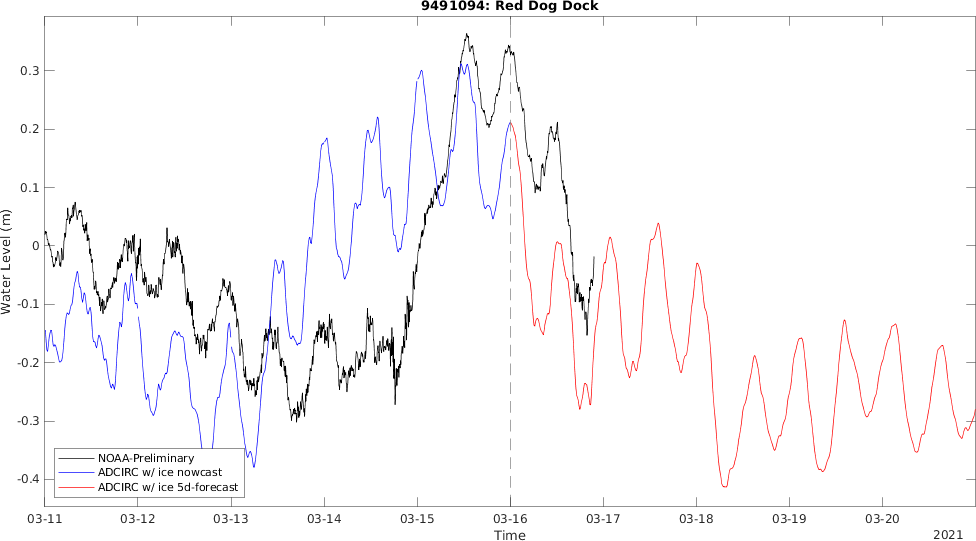 9491094: Red Dog Dock
Water Level (m)
0.3
0.2
0.1
0
-0.1
-0.2
-0.3
-0.4
NOAA-Preliminary
ADCIRC w/ ice nowcast
ADCIRC w/ ice 5d-forecast
03-11 03-12 03-13 03-14 03-15 03-16 03-17 03-18 03-19 03-20
Time
2021